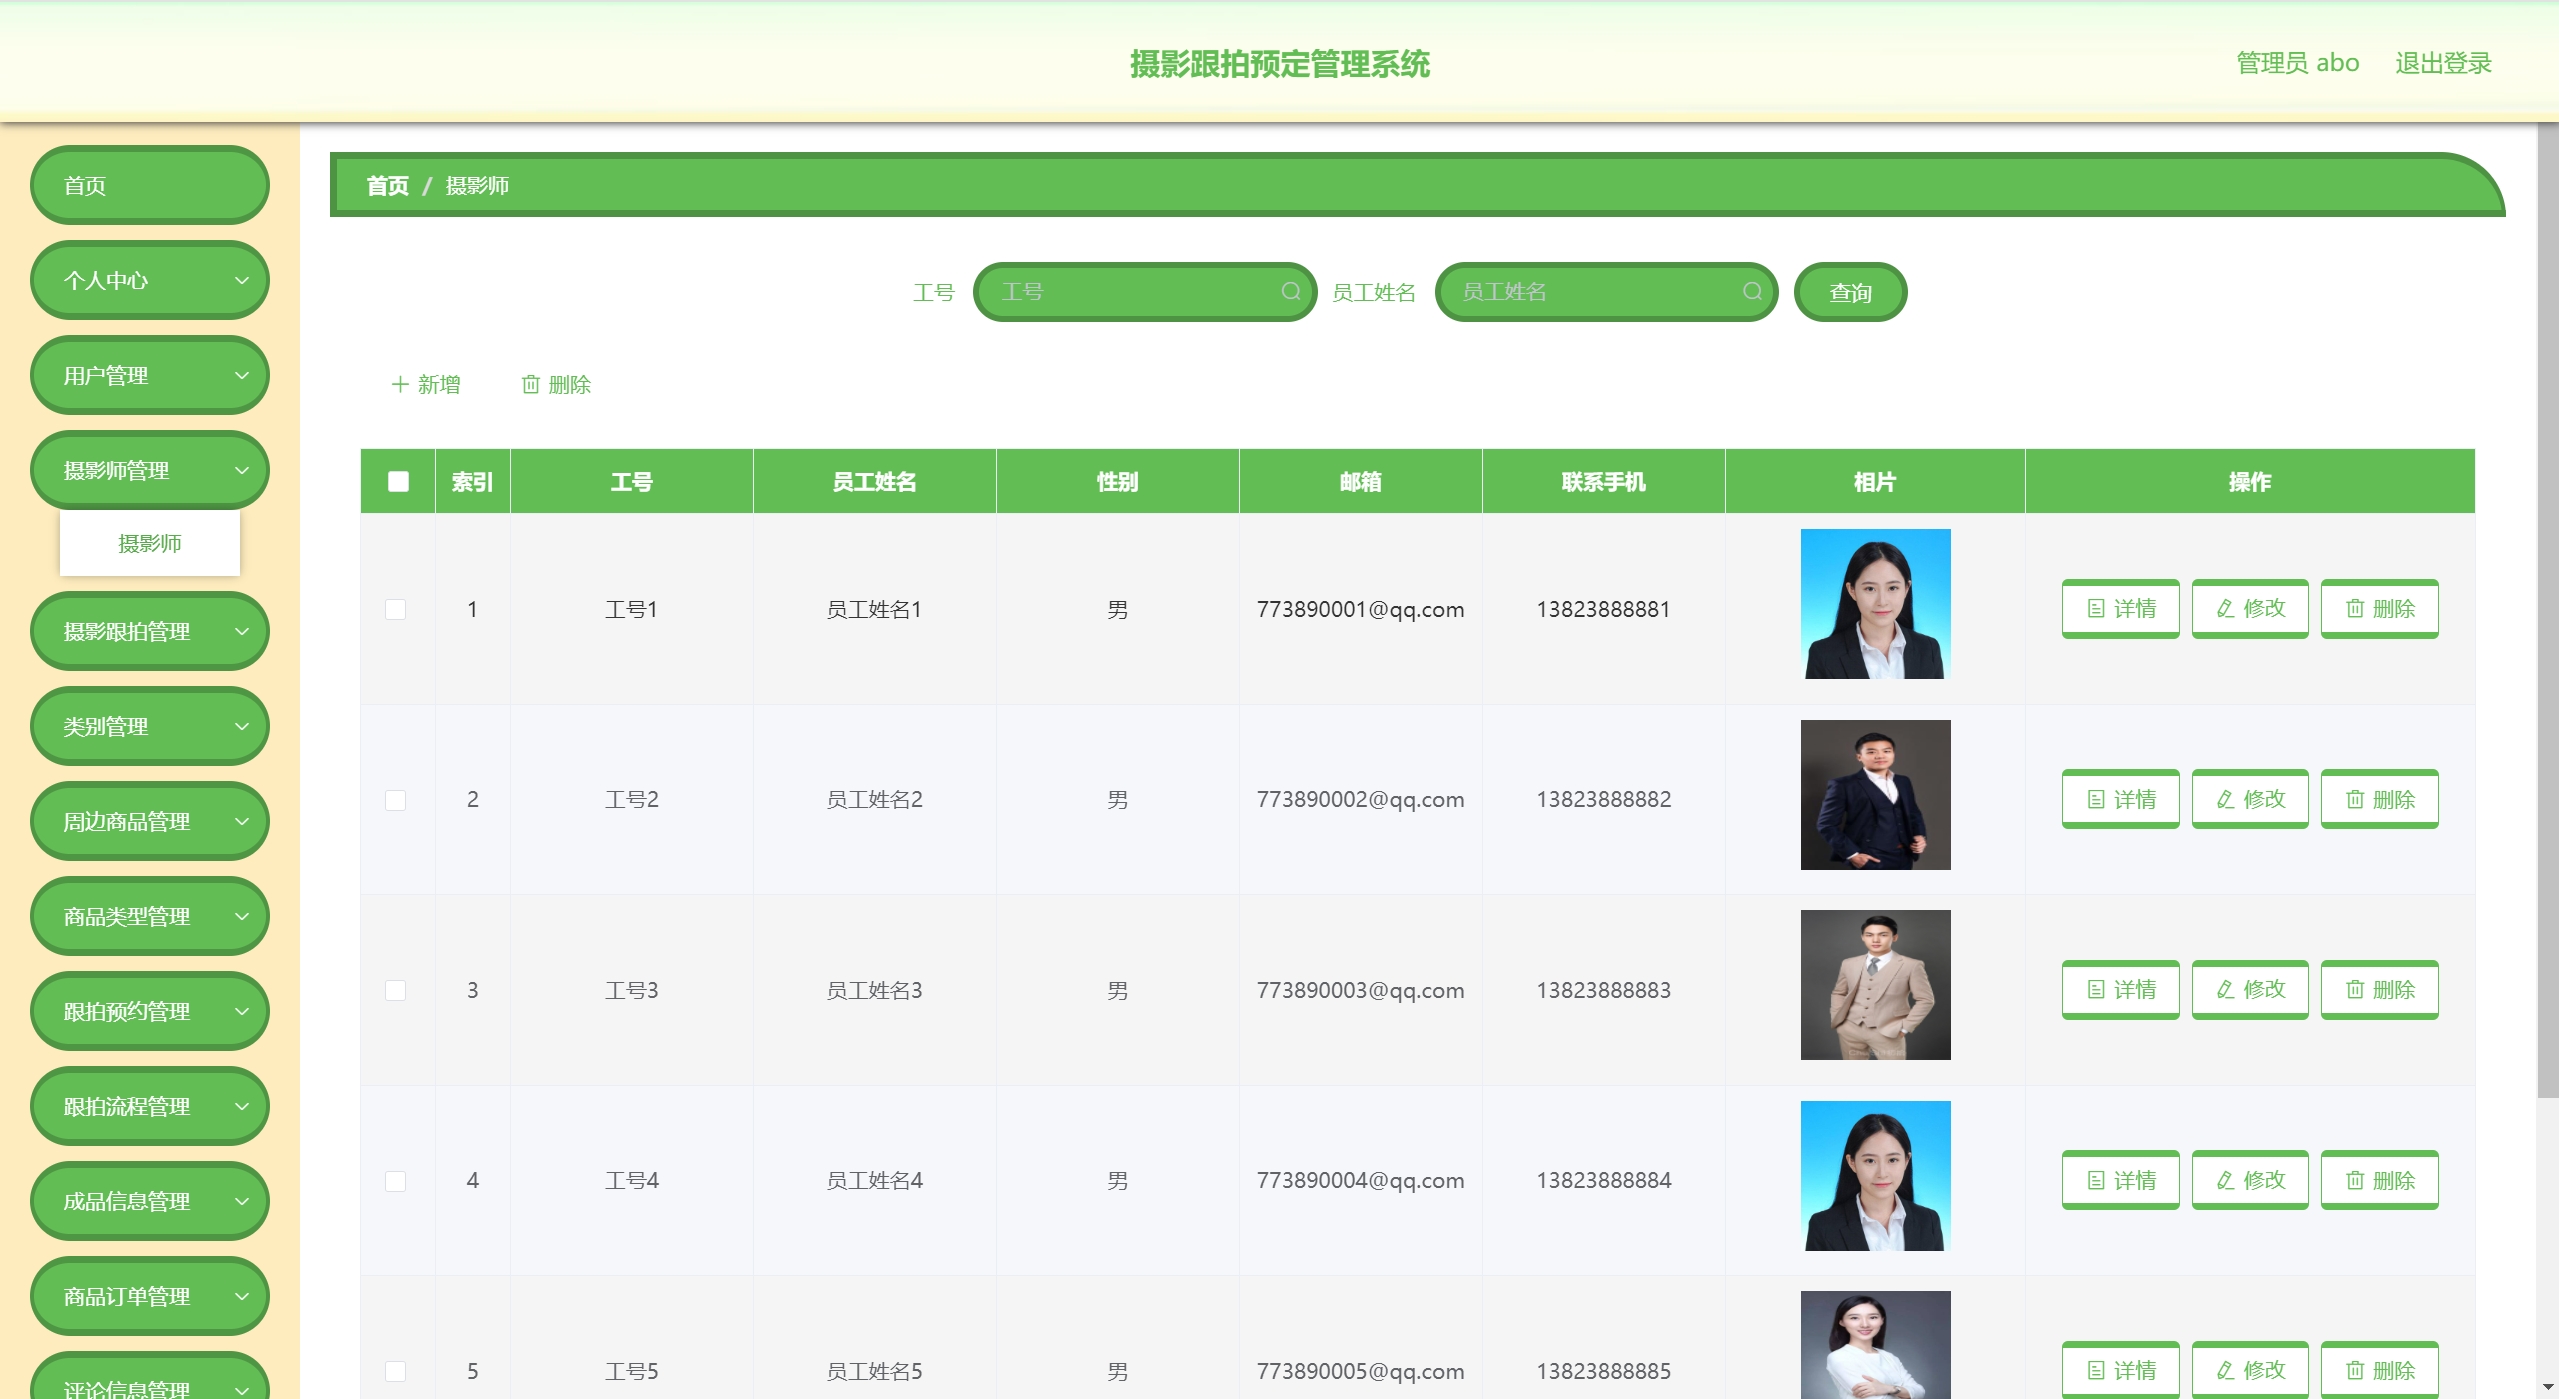 摄影跟拍预定管理系统
管理员 abo 退出登录
首页
个人中心
用户管理
摄影师管理
摄影师
摄影跟拍管理
类别管理
周边商品管理
商品类型管理
跟拍预约管理
跟拍流程管理
成品信息管理
商品订单管理
评论信息管理
首页 / 摄影师
工号 工号 员工姓名 员工姓名 查询
新增 删除
索引 工号 员工姓名 性别 邮箱 联系手机 相片 操作
1 工号1 员工姓名1 男 773890001@qq.com 13823888881 详情 修改 删除
2 工号2 员工姓名2 男 773890002@qq.com 13823888882 详情 修改 删除
3 工号3 员工姓名3 男 773890003@qq.com 13823888883 详情 修改 删除
4 工号4 员工姓名4 男 773890004@qq.com 13823888884 详情 修改 删除
5 工号5 员工姓名5 男 773890005@qq.com 13823888885 详情 修改 删除